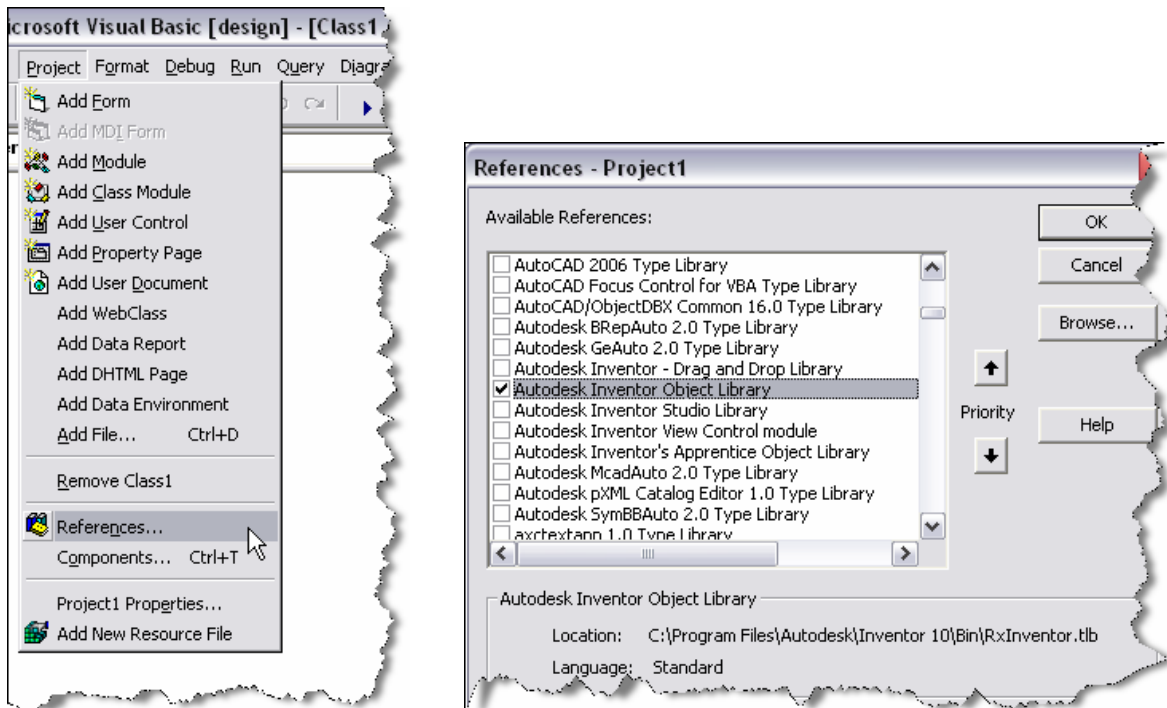 icrosoft Visual Basic [design] - [Class1
Project Format Debug Run Query Diagra
Add Form
Add MDI Form
Add Module
Add Class Module
Add User Control
Add Property Page
Add User Document
Add WebClass
Add Data Report
Add DHTML Page
Add Data Environment
Add File... Ctrl+D
Remove Class1
References...
Components... Ctrl+T
Project1 Properties...
Add New Resource File
References - Project1
Available References:
OK
Cancel
Browse...
Priority
Help
AutoCAD 2006 Type Library
AutoCAD Focus Control for VBA Type Library
AutoCAD/ObjectDBX Common 16.0 Type Library
Autodesk BRepAuto 2.0 Type Library
Autodesk GeAuto 2.0 Type Library
Autodesk Inventor - Drag and Drop Library
Autodesk Inventor Object Library
Autodesk Inventor Studio Library
Autodesk Inventor View Control module
Autodesk Inventor's Apprentice Object Library
Autodesk McadAuto 2.0 Type Library
Autodesk pXML Catalog Editor 1.0 Type Library
Autodesk SymBBAuto 2.0 Type Library
axctextapp 1.0 Type Library
Autodesk Inventor Object Library
Location: C:\Program Files\Autodesk\Inventor 10\Bin\RxInventor.tlb
Language: Standard